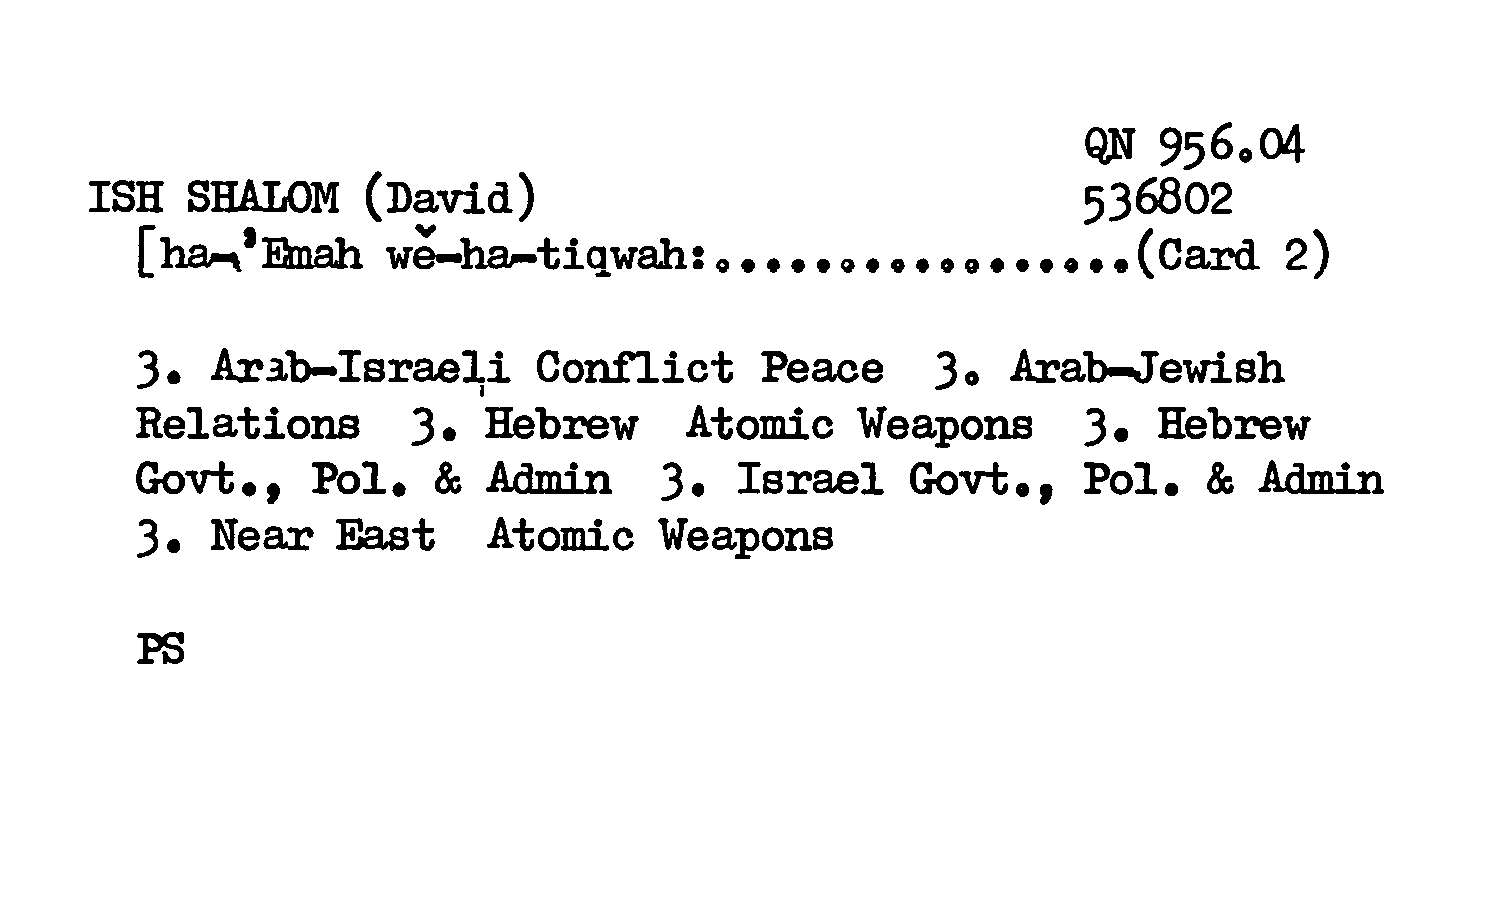 QN 956.04
ISH SHALOM (David) 536802
[ha-'Emah wě-ha-tiqwah:.................(Card 2)
3. Arab-Israeli Conflict Peace 3. Arab-Jewish
Relations 3. Hebrew Atomic Weapons 3. Hebrew
Govt., Pol. & Admin 3. Israel Govt., Pol. & Admin
3. Near East Atomic Weapons
PS